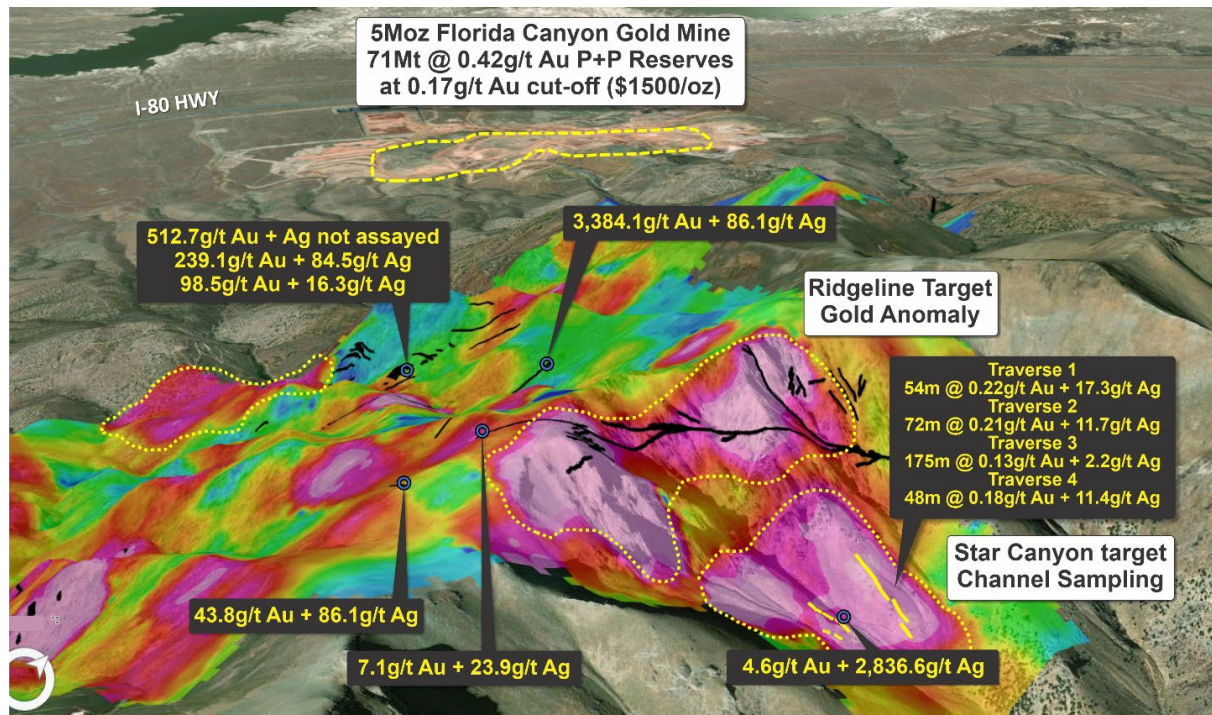 5Moz Florida Canyon Gold Mine
71Mt @ 0.42g/t Au P+P Reserves
at 0.17g/t Au cut-off ($1500/oz)
I-80 HWY
512.7g/t Au + Ag not assayed
239.1g/t Au + 84.5g/t Ag
98.5g/t Au + 16.3g/t Ag
3,384.1g/t Au + 86.1g/t Ag
Ridgeline Target
Gold Anomaly
Traverse 1
54m @ 0.22g/t Au + 17.3g/t Ag
Traverse 2
72m @ 0.21g/t Au + 11.7g/t Ag
Traverse 3
175m @ 0.13g/t Au + 2.2g/t Ag
Traverse 4
48m @ 0.18g/t Au + 11.4g/t Ag
Star Canyon target
Channel Sampling
43.8g/t Au + 86.1g/t Ag
7.1g/t Au + 23.9g/t Ag
4.6g/t Au + 2,836.6g/t Ag